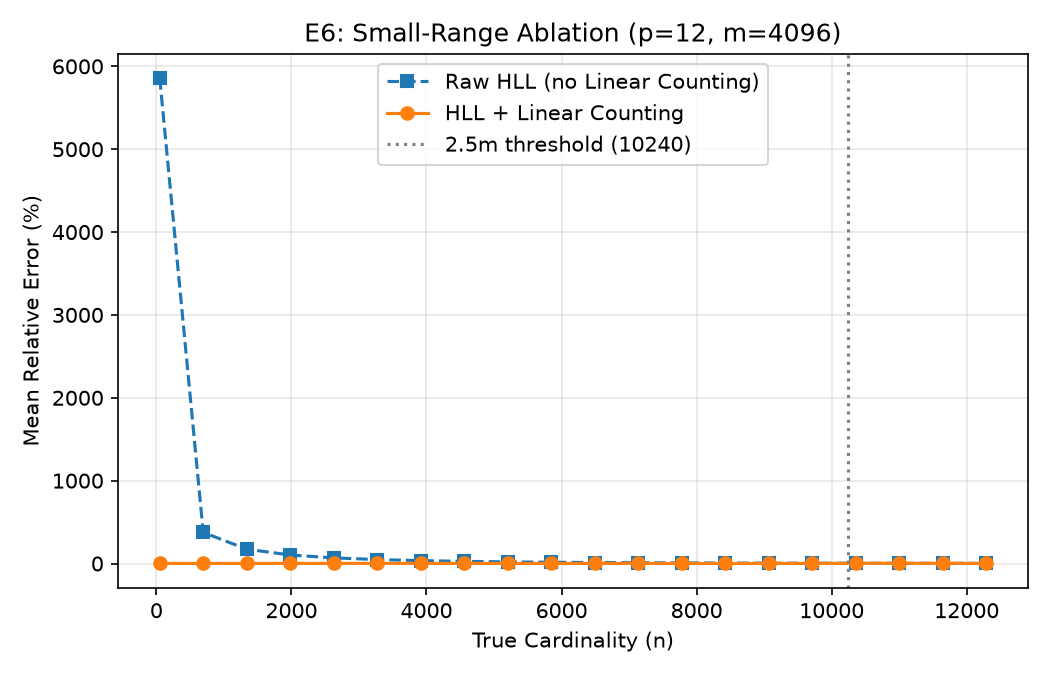 E6: Small-Range Ablation (p=12, m=4096)
Raw HLL (no Linear Counting)
HLL + Linear Counting
2.5m threshold (10240)
Mean Relative Error (%)
6000
5000
4000
3000
2000
1000
0
0 2000 4000 6000 8000 10000 12000
True Cardinality (n)